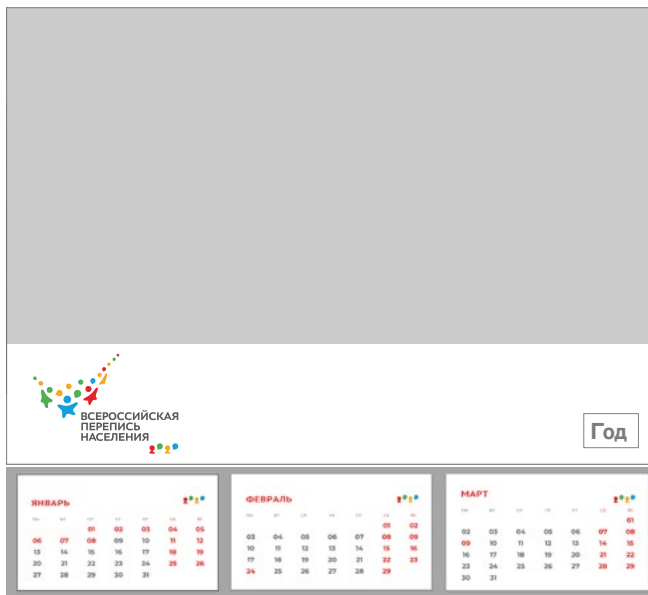 ВСЕРОССИЙСКАЯ
ПЕРЕПИСЬ
НАСЕЛЕНИЯ
Год
ЯНВАРЬ
01 02 03 04 05
06 07 08 09 10 11 12
13 14 15 16 17 18 19
20 21 22 23 24 25 26
27 28 29 30 31
ФЕВРАЛЬ
01 02
03 04 05 06 07 08 09
10 11 12 13 14 15 16
17 18 19 20 21 22 23
24 25 26 27 28 29
МАРТ
01
02 03 04 05 06 07 08
09 10 11 12 13 14 15
16 17 18 19 20 21 22
23 24 25 26 27 28 29
30 31